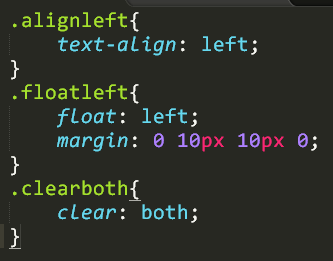 .alignleft{
    text-align: left;
}
.floatleft{
    float: left;
    margin: 0 10px 10px 0;
}
.clearboth{
    clear: both;
}